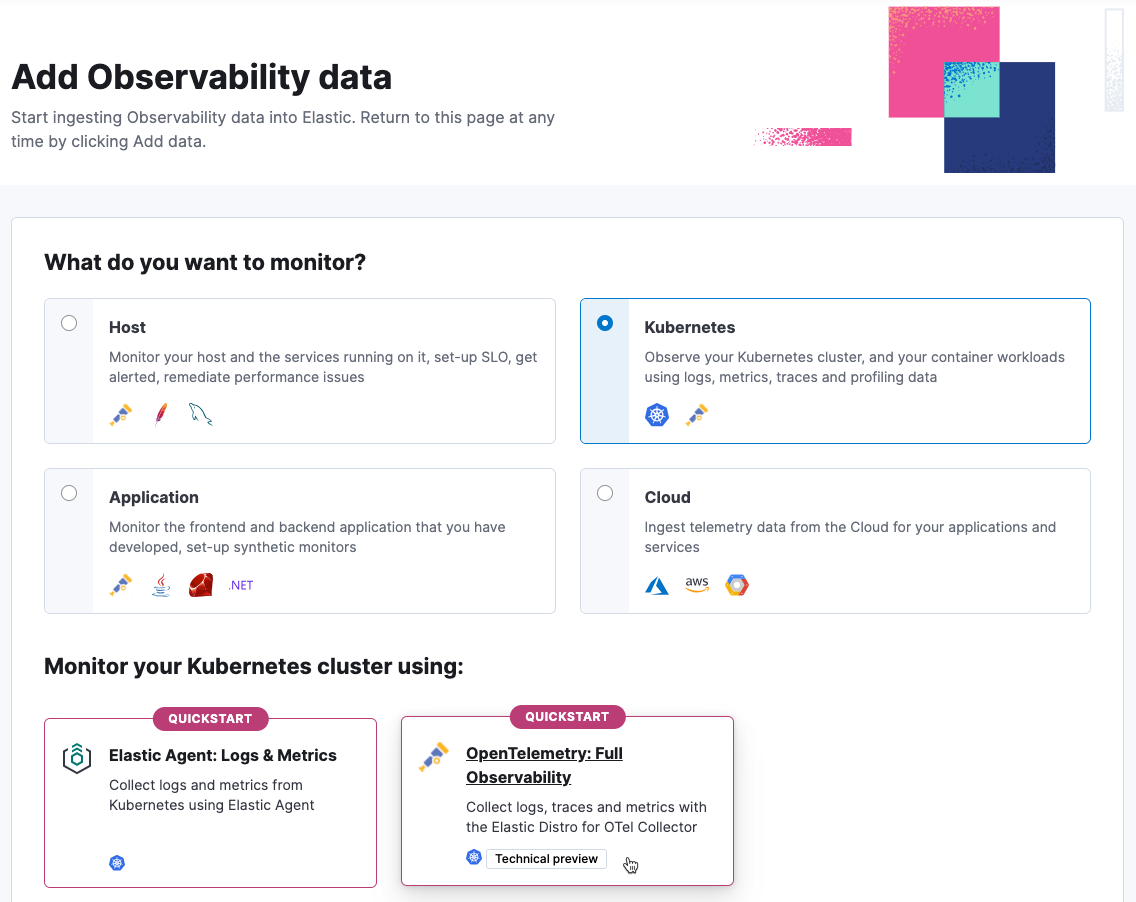 Add Observability data
Start ingesting Observability data into Elastic. Return to this page at any
time by clicking Add data.
What do you want to monitor?
Host
Monitor your host and the services running on it, set-up SLO, get
alerted, remediate performance issues
Kubernetes
Observe your Kubernetes cluster, and your container workloads
using logs, metrics, traces and profiling data
Application
Monitor the frontend and backend application that you have
developed, set-up synthetic monitors
.NET
Cloud
Ingest telemetry data from the Cloud for your applications and
services
aws
Monitor your Kubernetes cluster using:
QUICKSTART
Elastic Agent: Logs & Metrics
Collect logs and metrics from
Kubernetes using Elastic Agent
QUICKSTART
OpenTelemetry: Full
Observability
Collect logs, traces and metrics with
the Elastic Distro for OTel Collector
Technical preview